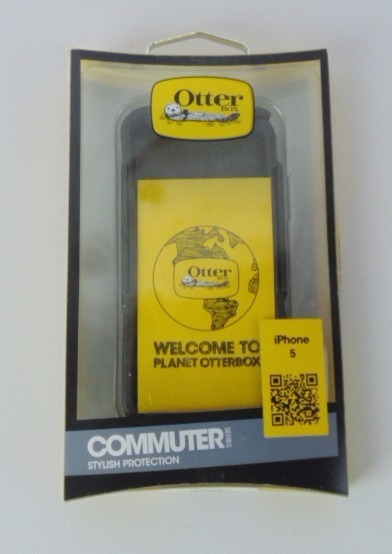 Otter
BOX
Otter
BOX
WELCOME TO
PLANET OTTERBOX
iPhone
5
COMMUTER SERIES
STYLISH PROTECTION